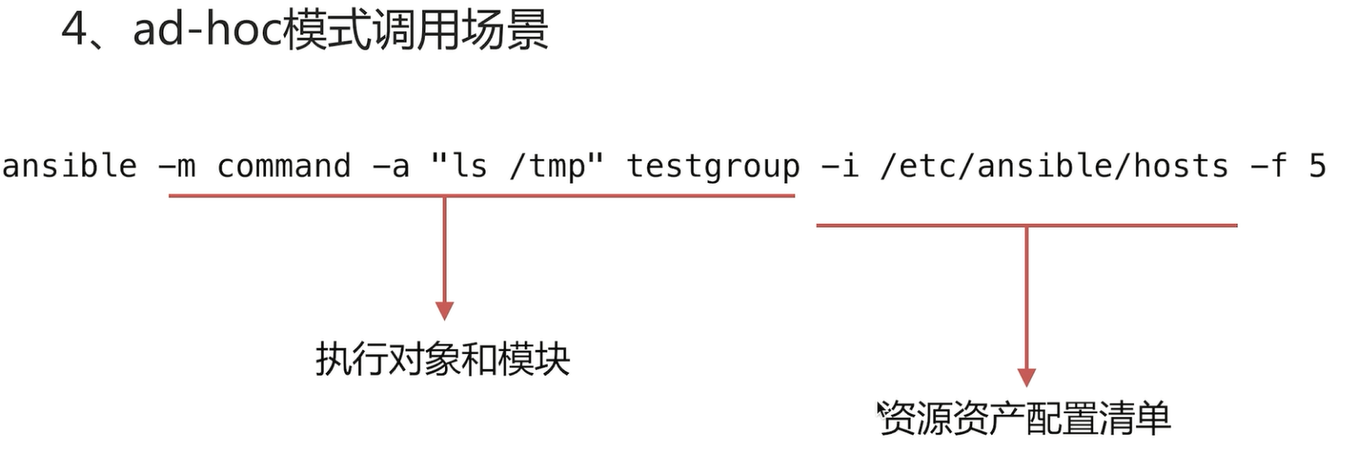 4、ad-hoc模式调用场景
ansible -m command -a "ls /tmp" testgroup -i /etc/ansible/hosts -f 5
执行对象和模块
资源资产配置清单